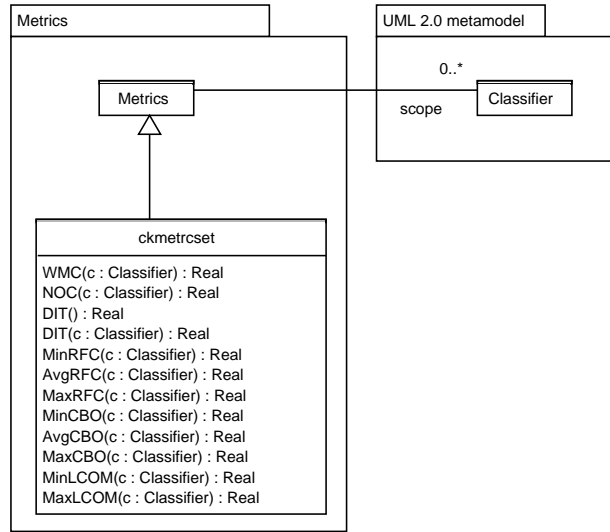 Metrics
UML 2.0 metamodel
0..*
Metrics
Classifier
scope
ckmetrcset
WMC(c : Classifier) : Real
NOC(c : Classifier) : Real
DIT() : Real
DIT(c : Classifier) : Real
MinRFC(c : Classifier) : Real
AvgRFC(c : Classifier) : Real
MaxRFC(c : Classifier) : Real
MinCBO(c : Classifier) : Real
AvgCBO(c : Classifier) : Real
MaxCBO(c : Classifier) : Real
MinLCOM(c : Classifier) : Real
MaxLCOM(c : Classifier) : Real